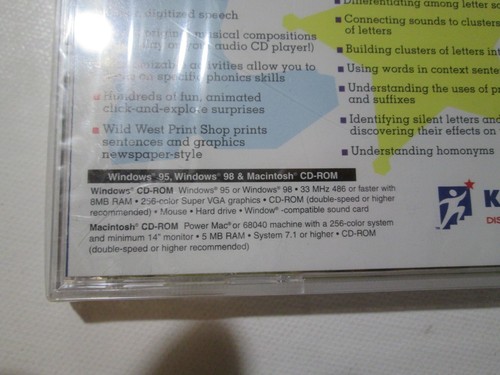 digitized speech
original musical compositions
audio CD player!)
activities allow you to
on specific phonics skills
Hundreds of fun, animated
click-and-explore surprises
Wild West Print Shop prints
sentences and graphics
newspaper-style
Differentiating among letter
Connecting sounds to clusters
of letters
Building clusters of letters
Using words in context
Understanding the uses of
and suffixes
Identifying silent letters and
discovering their effects on
Understanding homonyms
Windows® 95, Windows® 98 & Macintosh® CD-ROM
Windows® CD-ROM Windows® 95 or Windows® 98 • 33 MHz 486 or faster with
8MB RAM • 256-color Super VGA graphics • CD-ROM (double-speed or higher
recommended) • Mouse • Hard drive • Windows®-compatible sound card
Macintosh® CD-ROM Power Mac® or 68040 machine with a 256-color system
and minimum 14" monitor • 5 MB RAM • System 7.1 or higher • CD-ROM
(double-speed or higher recommended)
K
DIS